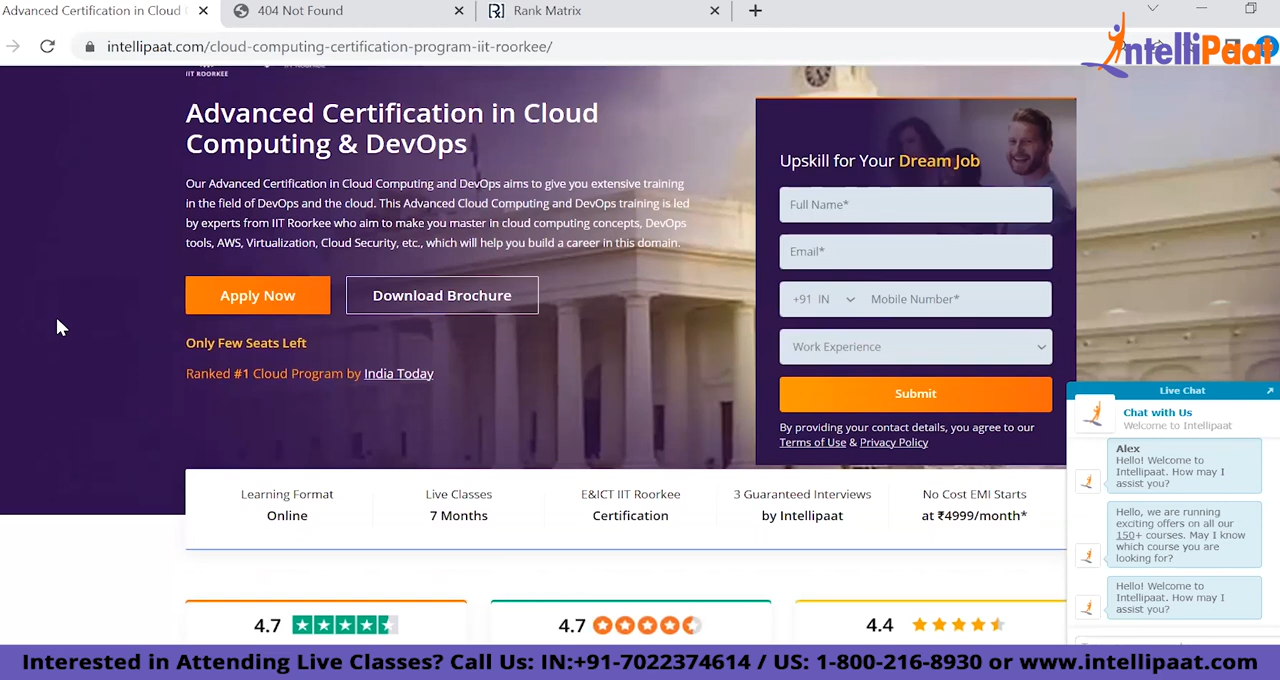 Advanced Certification in Cloud
404 Not Found
Rank Matrix
intellipaat.com/cloud-computing-certification-program-iit-roorkee/
IntelliPaat
IIT ROORKEE
Advanced Certification in Cloud
Computing & DevOps
Our Advanced Certification in Cloud Computing and DevOps aims to give you extensive training
in the field of DevOps and the cloud. This Advanced Cloud Computing and DevOps training is led
by experts from IIT Roorkee who aim to make you master in cloud computing concepts, DevOps
tools, AWS, Virtualization, Cloud Security, etc., which will help you build a career in this domain.
Apply Now
Download Brochure
Only Few Seats Left
Ranked #1 Cloud Program by India Today
Upskill for Your Dream Job
Full Name*
Email*
+91 IN
Mobile Number*
Work Experience
Submit
By providing your contact details, you agree to our
Terms of Use & Privacy Policy
Learning Format
Online
Live Classes
7 Months
E&ICT IIT Roorkee
Certification
3 Guaranteed Interviews
by Intellipaat
No Cost EMI Starts
at ₹4999/month*
4.7
4.7
4.4
Live Chat
Chat with Us
Welcome to Intellipaat
Alex
Hello! Welcome to
Intellipaat. How may I
assist you?
Hello, we are running
exciting offers on all our
150+ courses. May I know
which course you are
looking for?
Hello! Welcome to
Intellipaat. How may I
assist you?
Interested in Attending Live Classes? Call Us: IN:+91-7022374614 / US: 1-800-216-8930 or www.intellipaat.com